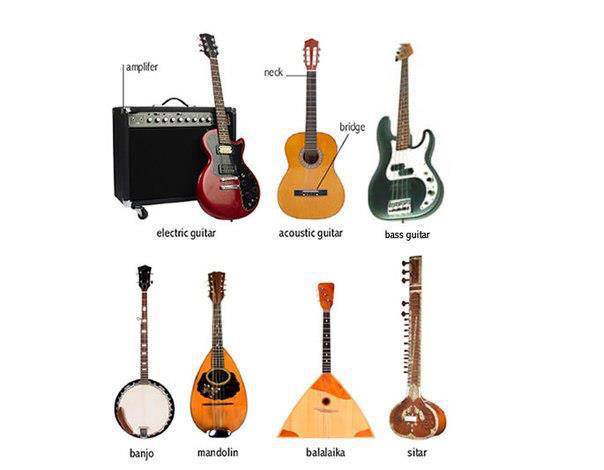 amplifer
neck
bridge
electric guitar
acoustic guitar
bass guitar
banjo
mandolin
balalaika
sitar